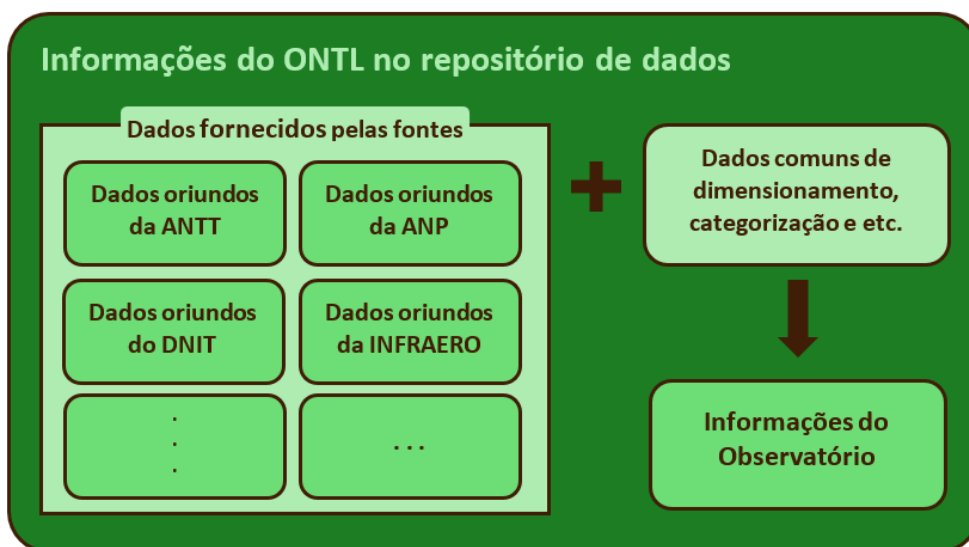 Informações do ONTL no repositório de dados
Dados fornecidos pelas fontes
Dados oriundos
da ANTT
Dados oriundos
da ANP
Dados oriundos
do DNIT
Dados oriundos
da INFRAERO
.
.
.
...
Dados comuns de
dimensionamento,
categorização e etc.
Informações do
Observatório